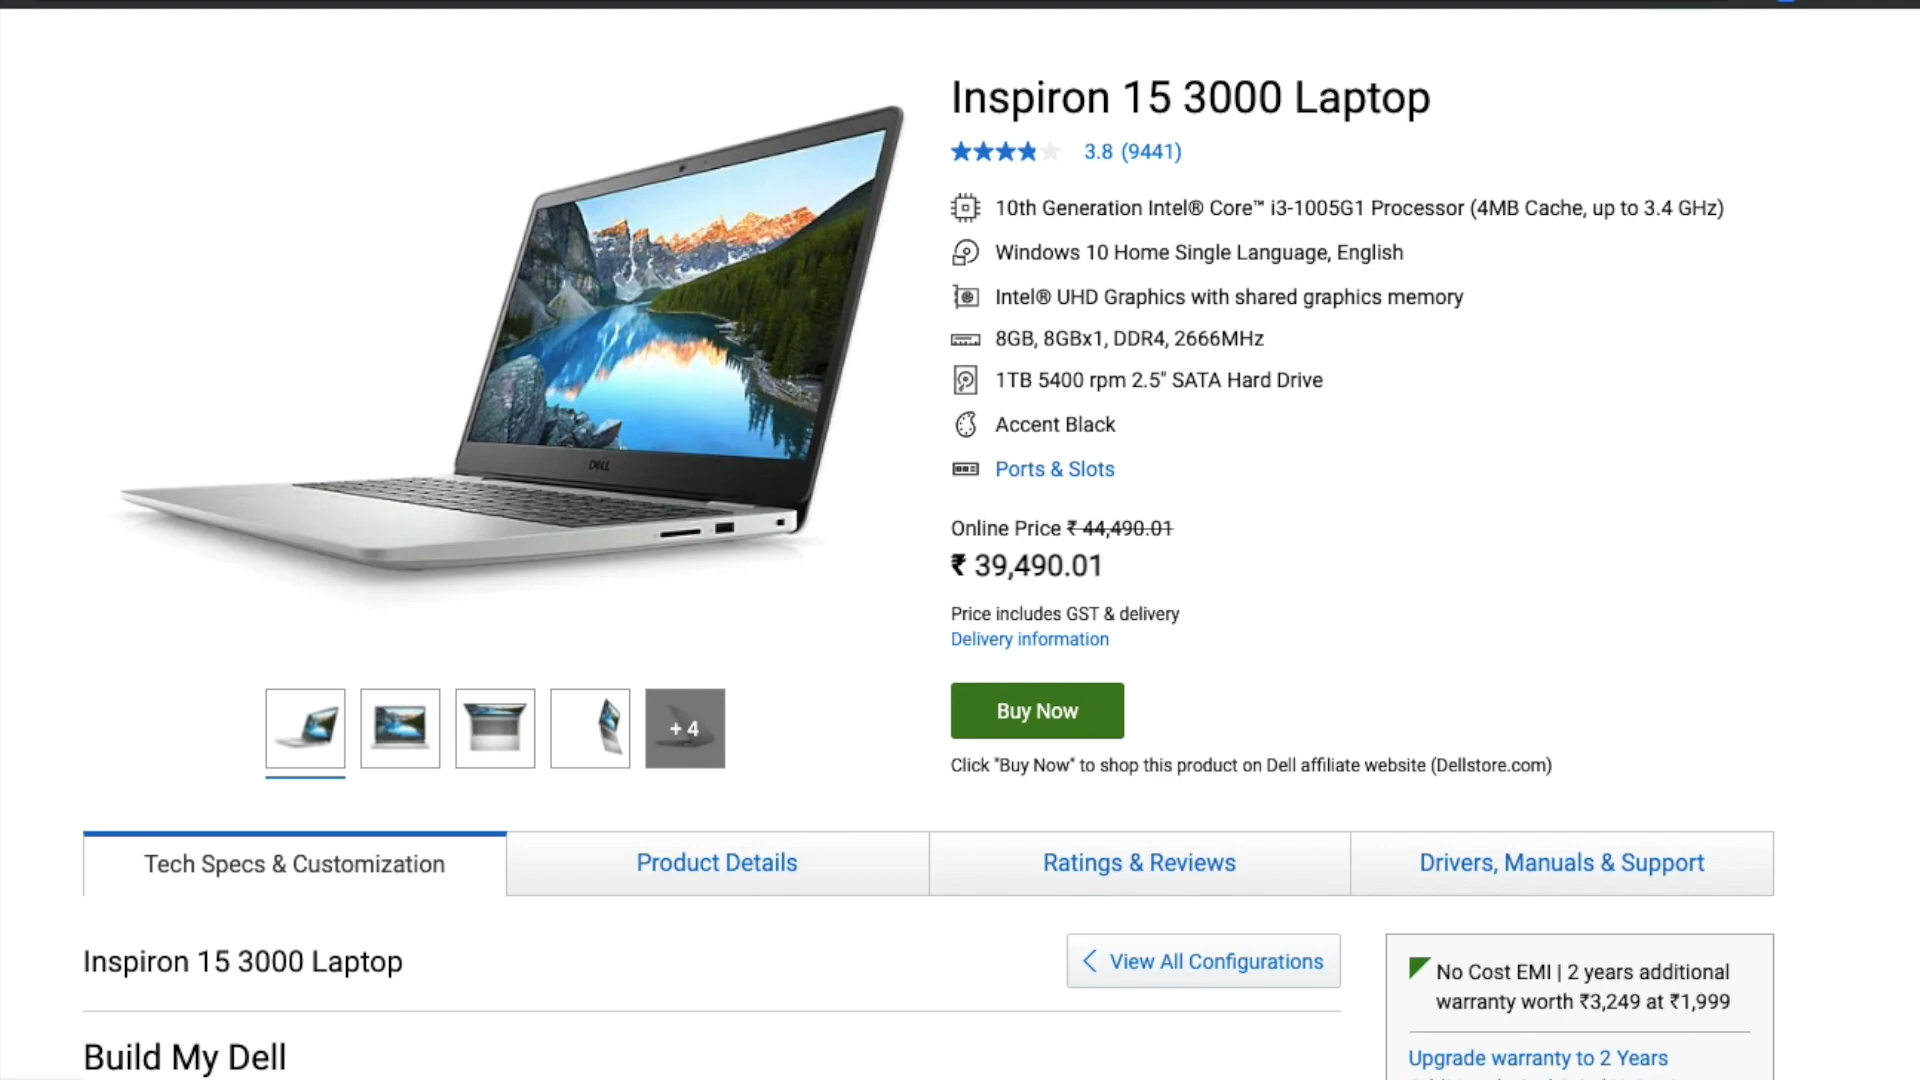 Inspiron 15 3000 Laptop
3.8 (9441)
10th Generation Intel® Core™ i3-1005G1 Processor (4MB Cache, up to 3.4 GHz)
Windows 10 Home Single Language, English
Intel® UHD Graphics with shared graphics memory
8GB, 8GBx1, DDR4, 2666MHz
1TB 5400 rpm 2.5" SATA Hard Drive
Accent Black
Ports & Slots
Online Price ₹ 44,490.01
₹ 39,490.01
Price includes GST & delivery
Delivery information
Buy Now
Click "Buy Now" to shop this product on Dell affiliate website (Dellstore.com)
DELL
+ 4
Tech Specs & Customization
Product Details
Ratings & Reviews
Drivers, Manuals & Support
Inspiron 15 3000 Laptop
View All Configurations
No Cost EMI | 2 years additional
warranty worth ₹3,249 at ₹1,999
Upgrade warranty to 2 Years
Build My Dell